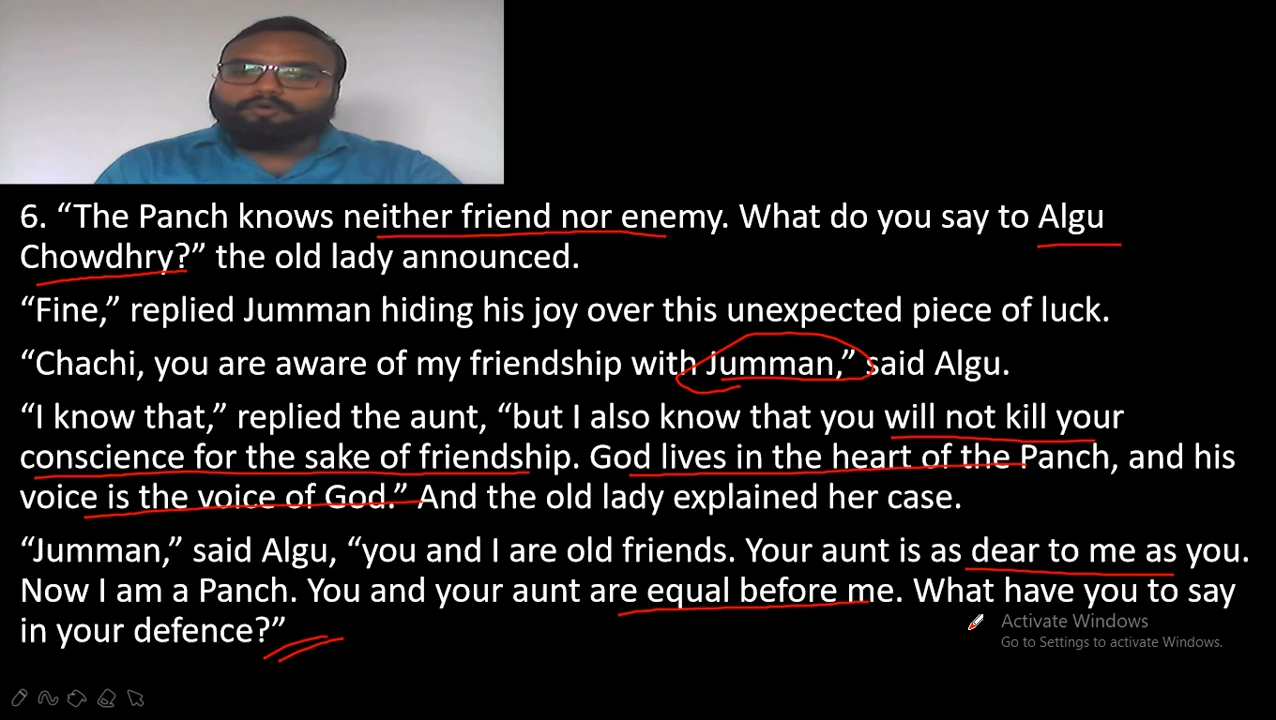 6. “The Panch knows neither friend nor enemy. What do you say to Algu
Chowdhry?” the old lady announced.
“Fine,” replied Jumman hiding his joy over this unexpected piece of luck.
“Chachi, you are aware of my friendship with Jumman,” said Algu.
“I know that,” replied the aunt, “but I also know that you will not kill your
conscience for the sake of friendship. God lives in the heart of the Panch, and his
voice is the voice of God.” And the old lady explained her case.
“Jumman,” said Algu, “you and I are old friends. Your aunt is as dear to me as you.
Now I am a Panch. You and your aunt are equal before me. What have you to say
in your defence?”
Activate Windows
Go to Settings to activate Windows.